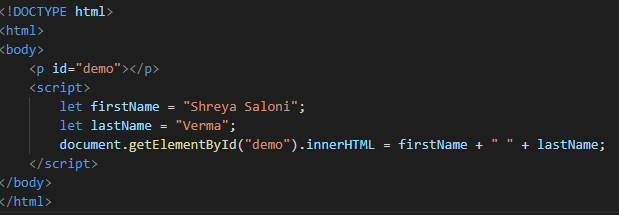 <!DOCTYPE html>
<html>
<body>
    <p id="demo"></p>
    <script>
        let firstName = "Shreya Saloni";
        let lastName = "Verma";
        document.getElementById("demo").innerHTML = firstName + " " + lastName;
    </script>
</body>
</html>